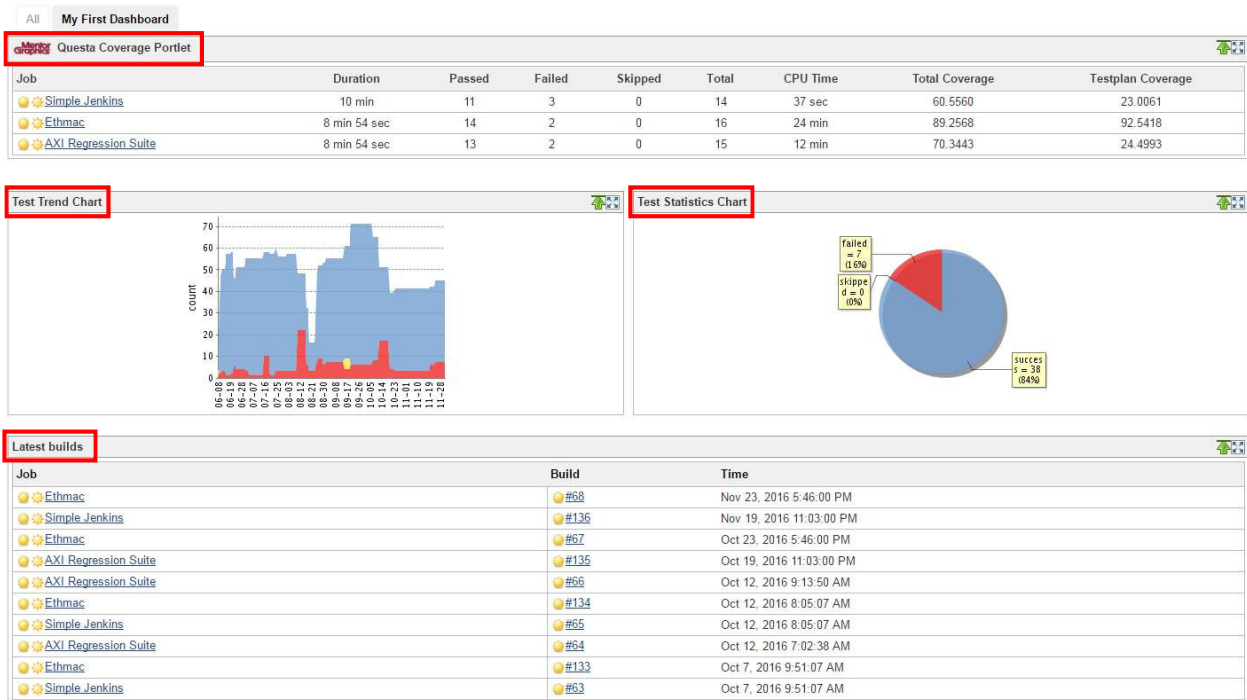 All My First Dashboard
Mentor Graphics Questa Coverage Portlet
Job Duration Passed Failed Skipped Total CPU Time Total Coverage Testplan Coverage
Simple Jenkins 10 min 11 3 0 14 37 sec 60.5560 23.0061
Ethmac 8 min 54 sec 14 2 0 16 24 min 89.2568 92.5418
AXI Regression Suite 8 min 54 sec 13 2 0 15 12 min 70.3443 24.4993
Test Trend Chart
70
60
50
40
30
20
10
0
count
06-08
06-19
06-28
07-07
07-16
07-25
08-03
08-12
08-21
08-30
09-08
09-17
09-26
10-05
10-14
10-23
11-01
11-10
11-19
11-28
Test Statistics Chart
failed
= 7
(16%)
skippe
d = 0
(0%)
succes
s = 38
(84%)
Latest builds
Job Build Time
Ethmac #68 Nov 23, 2016 5:46:00 PM
Simple Jenkins #136 Nov 19, 2016 11:03:00 PM
Ethmac #67 Oct 23, 2016 5:46:00 PM
AXI Regression Suite #135 Oct 19, 2016 11:03:00 PM
AXI Regression Suite #66 Oct 12, 2016 9:13:50 AM
Ethmac #134 Oct 12, 2016 8:05:07 AM
Simple Jenkins #65 Oct 12, 2016 8:05:07 AM
AXI Regression Suite #64 Oct 12, 2016 7:02:38 AM
Ethmac #133 Oct 7, 2016 9:51:07 AM
Simple Jenkins #63 Oct 7, 2016 9:51:07 AM